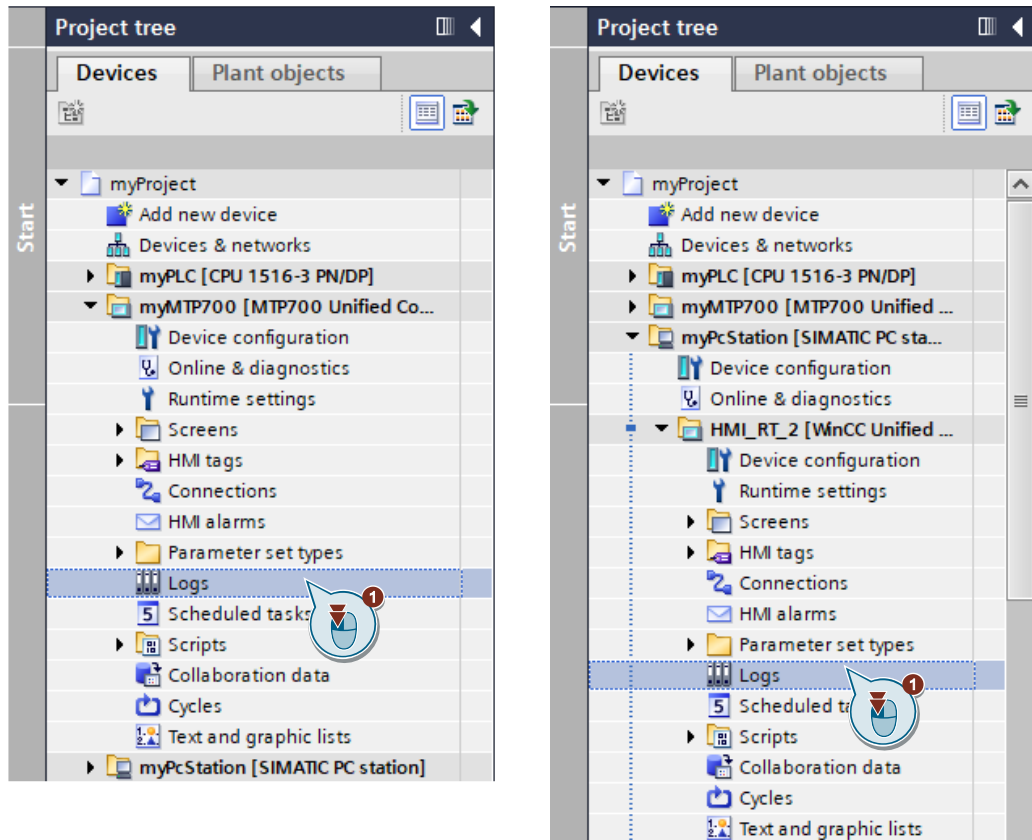 Project tree
Devices
Plant objects
Start
myProject
Add new device
Devices & networks
myPLC [CPU 1516-3 PN/DP]
myMTP700 [MTP700 Unified Co...
Device configuration
Online & diagnostics
Runtime settings
Screens
HMI tags
Connections
HMI alarms
Parameter set types
Logs
1
Scheduled tasks
Scripts
Collaboration data
Cycles
Text and graphic lists
myPcStation [SIMATIC PC station]
Project tree
Devices
Plant objects
Start
myProject
Add new device
Devices & networks
myPLC [CPU 1516-3 PN/DP]
myMTP700 [MTP700 Unified ...
myPcStation [SIMATIC PC sta...
Device configuration
Online & diagnostics
HMI_RT_2 [WinCC Unified ...
Device configuration
Runtime settings
Screens
HMI tags
Connections
HMI alarms
Parameter set types
Logs
1
Scheduled ta
Scripts
Collaboration data
Cycles
Text and graphic lists